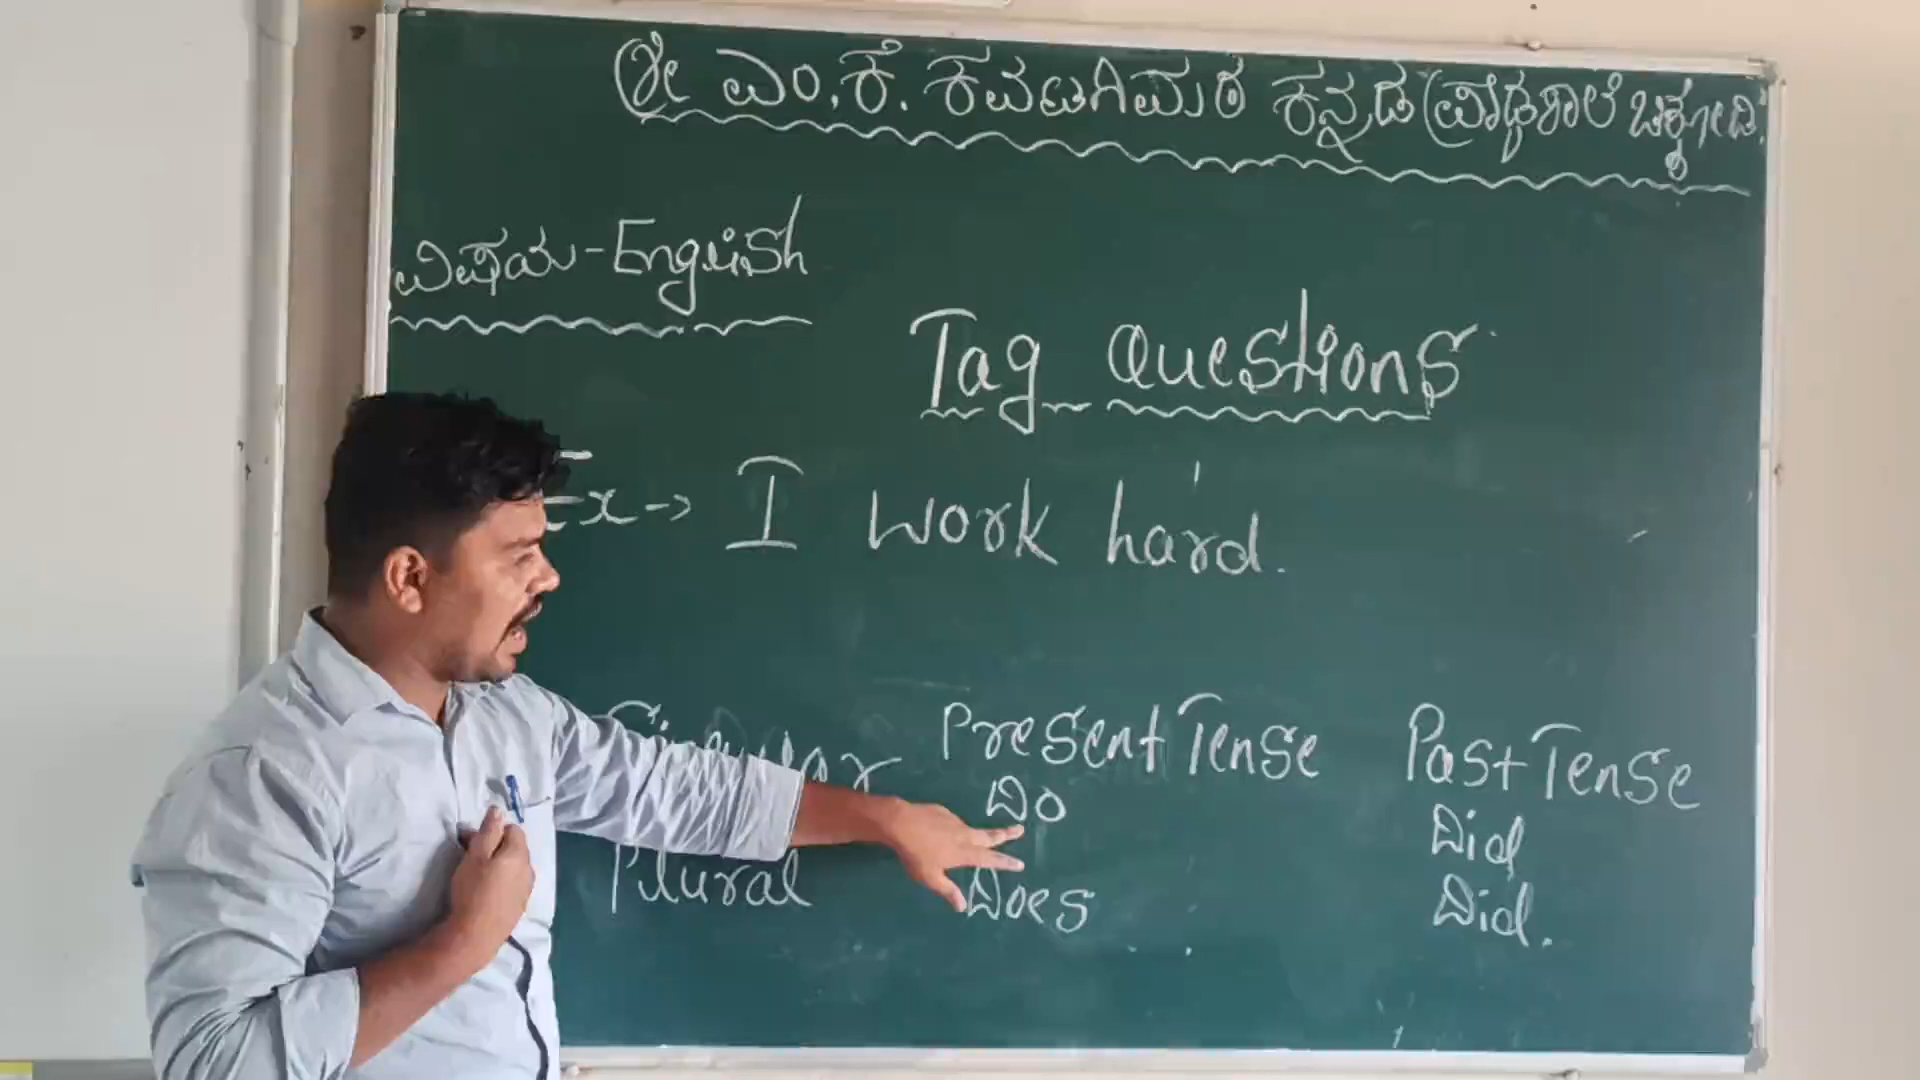 ಶ್ರೀ ಎಂ.ಕೆ. ಕವಟಗಿಮಠ ಕನ್ನಡ ಪ್ರೌಢಶಾಲೆ ಚಿಕ್ಕೋಡಿ.
ವಿಷಯ-English
Tag Questions
Ex → I work hard.
Singular Present Tense Past Tense
Do Did
Plural Does Did.